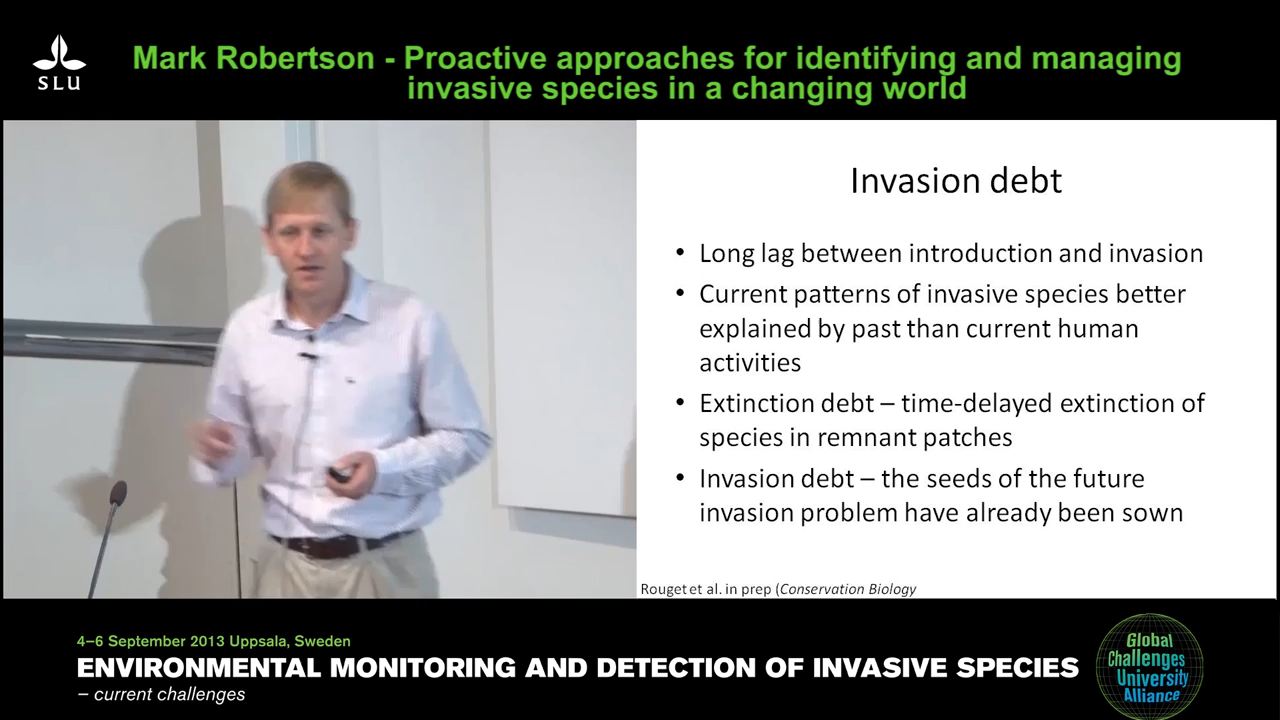 SLU
Mark Robertson - Proactive approaches for identifying and managing
invasive species in a changing world
Invasion debt
• Long lag between introduction and invasion
• Current patterns of invasive species better
explained by past than current human
activities
• Extinction debt – time-delayed extinction of
species in remnant patches
• Invasion debt – the seeds of the future
invasion problem have already been sown
Rouget et al. in prep (Conservation Biology
4–6 September 2013 Uppsala, Sweden
ENVIRONMENTAL MONITORING AND DETECTION OF INVASIVE SPECIES
– current challenges
Global
Challenges
University
Alliance